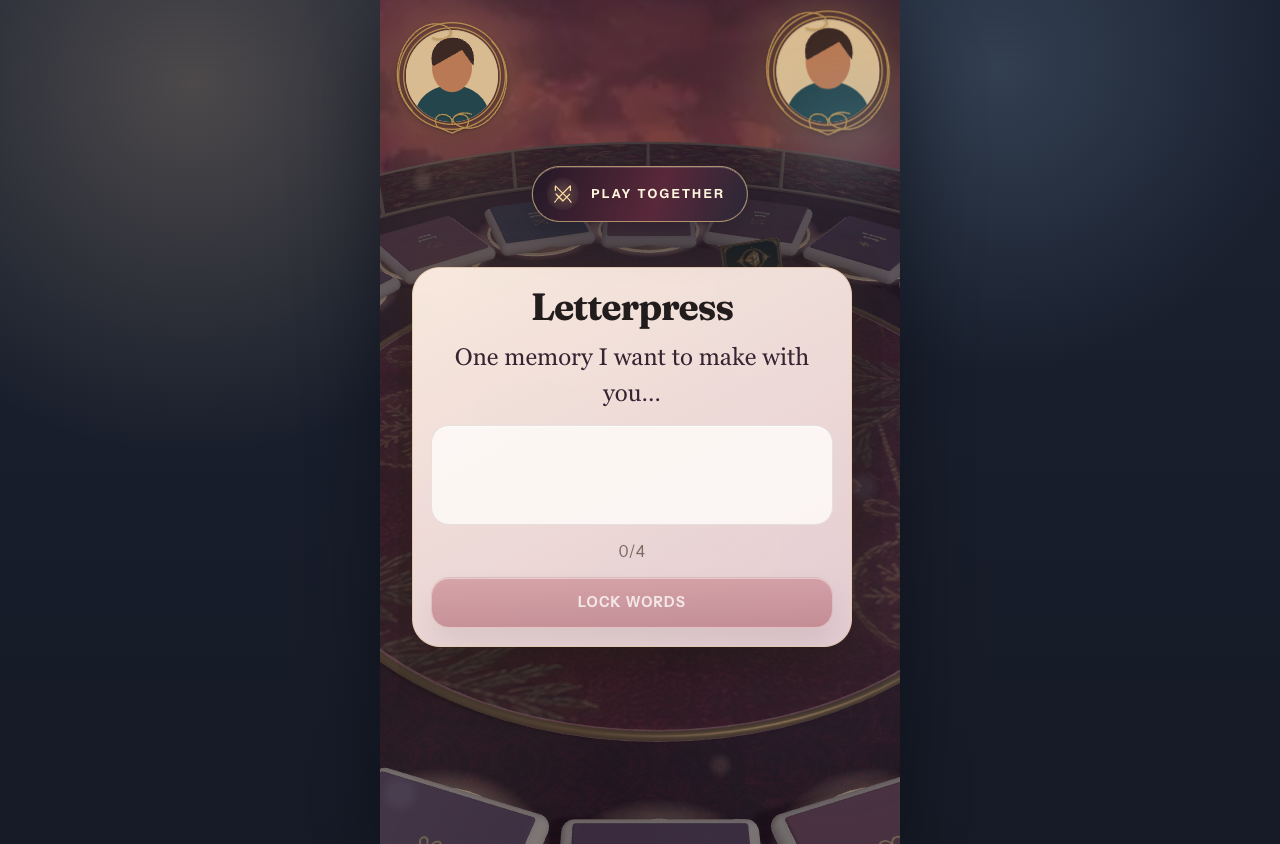 PLAY TOGETHER
Letterpress
One memory I want to make with
you...
0/4
LOCK WORDS